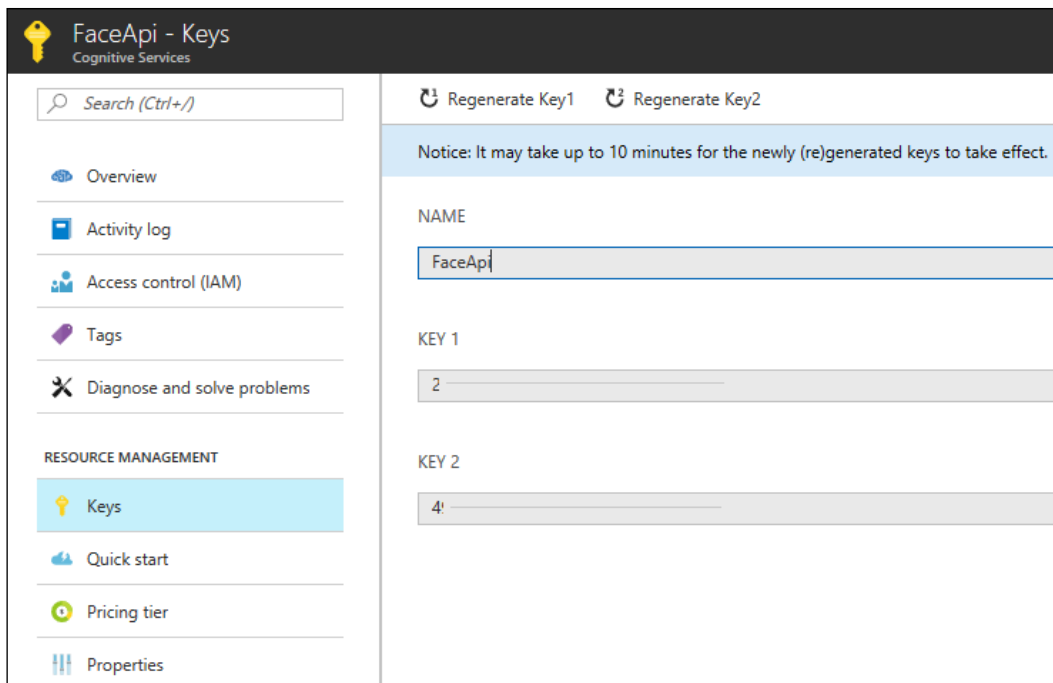 FaceApi - Keys
Cognitive Services
Search (Ctrl+/)
Overview
Activity log
Access control (IAM)
Tags
Diagnose and solve problems
RESOURCE MANAGEMENT
Keys
Quick start
Pricing tier
Properties
Regenerate Key1 Regenerate Key2
Notice: It may take up to 10 minutes for the newly (re)generated keys to take effect.
NAME
FaceApi
KEY 1
2
KEY 2
4